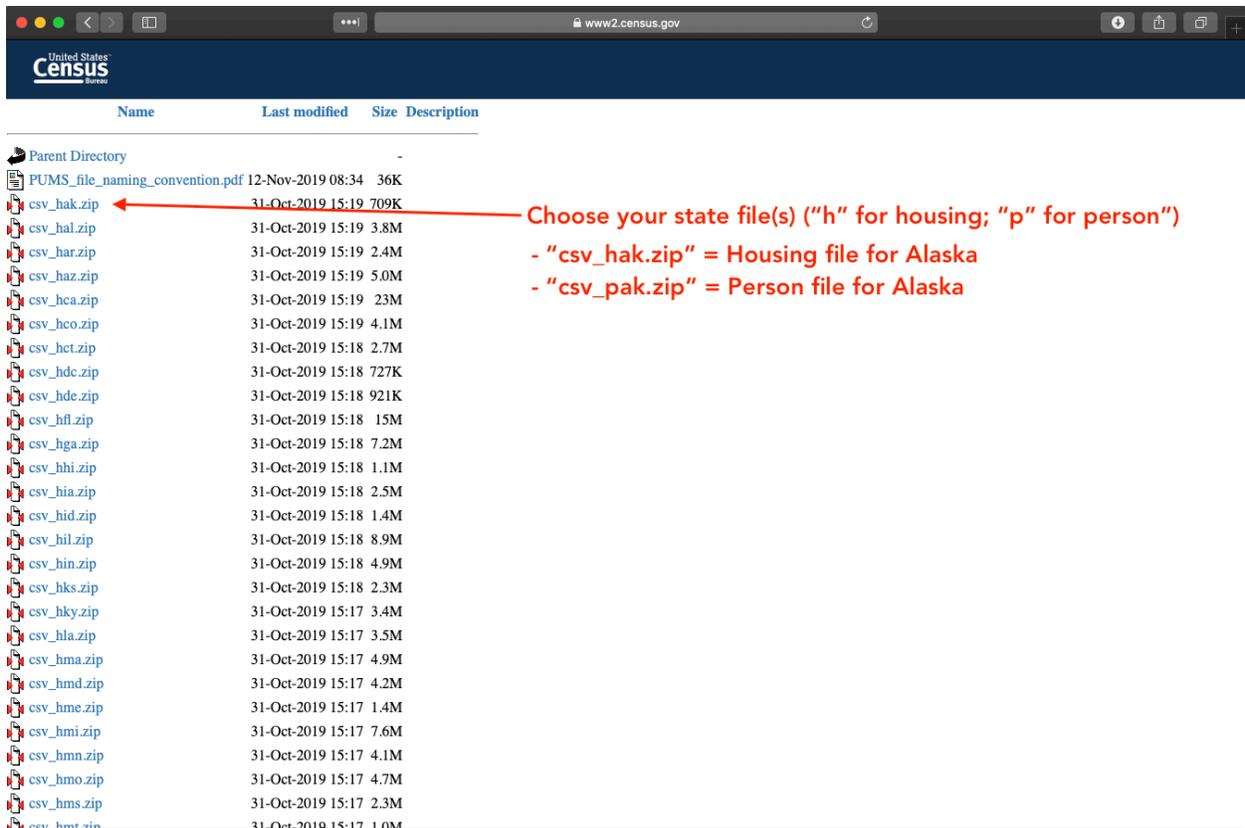 www2.census.gov
United States®
Census
Bureau
Name Last modified Size Description
Parent Directory -
PUMS_file_naming_convention.pdf 12-Nov-2019 08:34 36K
csv_hak.zip 31-Oct-2019 15:19 709K
Choose your state file(s) (“h” for housing; “p” for person”)
csv_hal.zip 31-Oct-2019 15:19 3.8M
csv_har.zip 31-Oct-2019 15:19 2.4M
- “csv_hak.zip” = Housing file for Alaska
csv_haz.zip 31-Oct-2019 15:19 5.0M
- “csv_pak.zip” = Person file for Alaska
csv_hca.zip 31-Oct-2019 15:19 23M
csv_hco.zip 31-Oct-2019 15:19 4.1M
csv_hct.zip 31-Oct-2019 15:18 2.7M
csv_hdc.zip 31-Oct-2019 15:18 727K
csv_hde.zip 31-Oct-2019 15:18 921K
csv_hfl.zip 31-Oct-2019 15:18 15M
csv_hga.zip 31-Oct-2019 15:18 7.2M
csv_hhi.zip 31-Oct-2019 15:18 1.1M
csv_hia.zip 31-Oct-2019 15:18 2.5M
csv_hid.zip 31-Oct-2019 15:18 1.4M
csv_hil.zip 31-Oct-2019 15:18 8.9M
csv_hin.zip 31-Oct-2019 15:18 4.9M
csv_hks.zip 31-Oct-2019 15:18 2.3M
csv_hky.zip 31-Oct-2019 15:17 3.4M
csv_hla.zip 31-Oct-2019 15:17 3.5M
csv_hma.zip 31-Oct-2019 15:17 4.9M
csv_hmd.zip 31-Oct-2019 15:17 4.2M
csv_hme.zip 31-Oct-2019 15:17 1.4M
csv_hmi.zip 31-Oct-2019 15:17 7.6M
csv_hmn.zip 31-Oct-2019 15:17 4.1M
csv_hmo.zip 31-Oct-2019 15:17 4.7M
csv_hms.zip 31-Oct-2019 15:17 2.3M
csv_hmt.zip 31-Oct-2019 15:17 1.0M